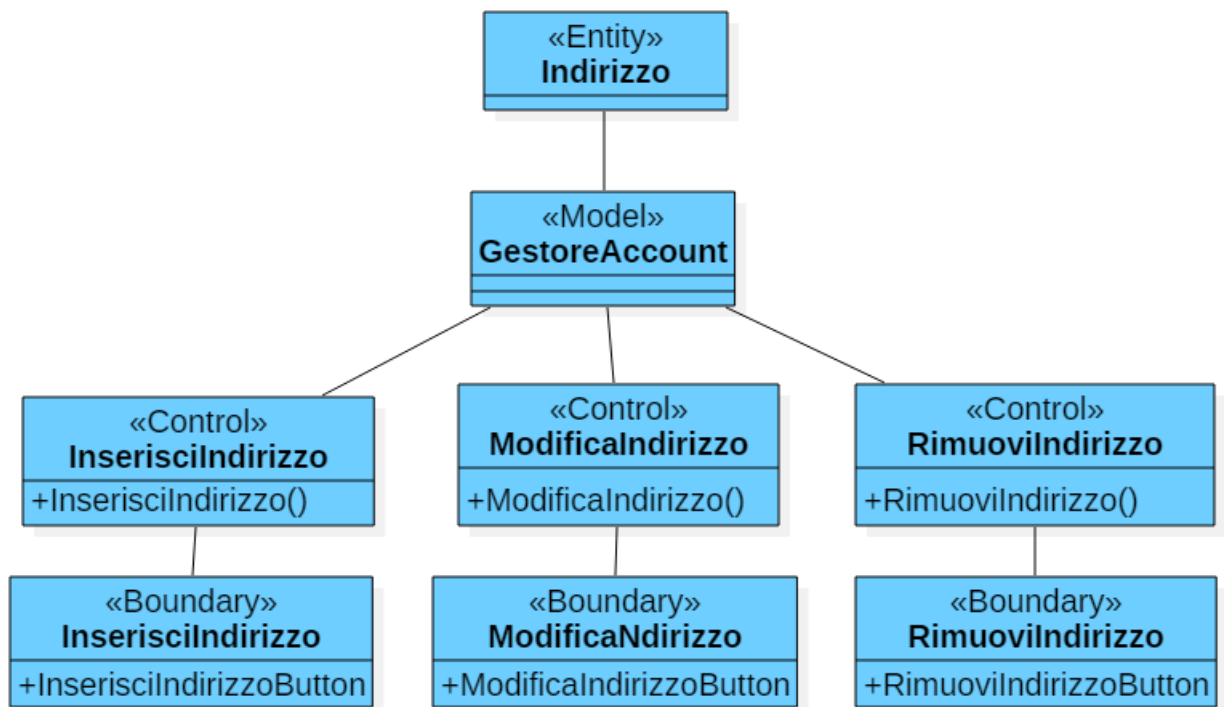 «Entity»
Indirizzo
«Model»
GestoreAccount
«Control»
InserisciIndirizzo
+InserisciIndirizzo()
«Control»
ModificaIndirizzo
+ModificaIndirizzo()
«Control»
RimuoviIndirizzo
+RimuoviIndirizzo()
«Boundary»
InserisciIndirizzo
+InserisciIndirizzoButton
«Boundary»
ModificaNdirizzo
+ModificaIndirizzoButton
«Boundary»
RimuoviIndirizzo
+RimuoviIndirizzoButton